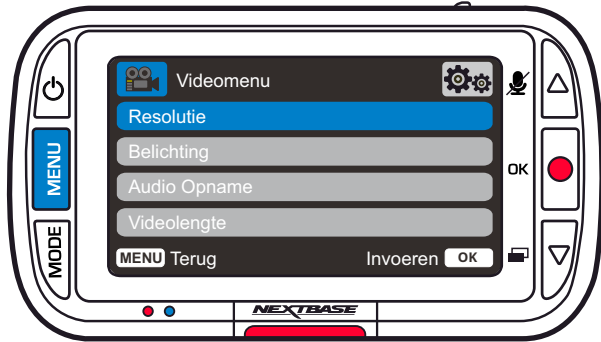 Videomenu
Resolutie
Belichting
Audio Opname
Videolengte
MENU Terug
Invoeren OK
MENU
MODE
OK
NEXTBASE